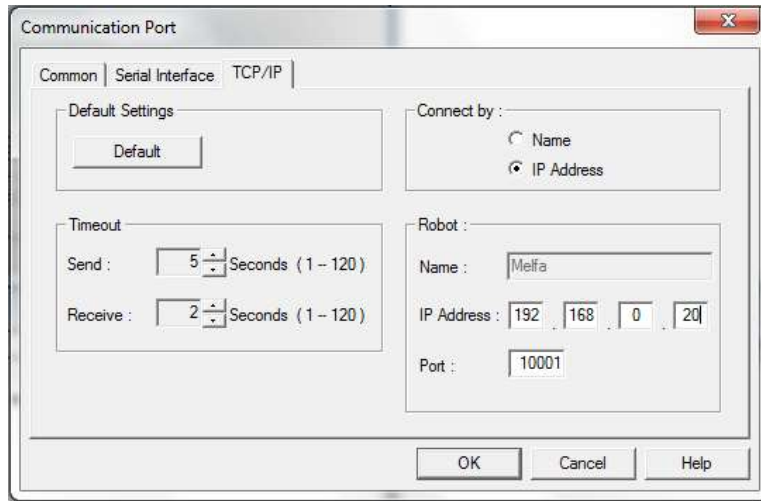 Communication Port
Common
Serial Interface
TCP/IP
Default Settings
Default
Connect by :
Name
IP Address
Timeout
Send : 5 Seconds ( 1 -- 120 )
Receive : 2 Seconds ( 1 -- 120 )
Robot :
Name : Melfa
IP Address : 192 . 168 . 0 . 20
Port : 10001
OK
Cancel
Help